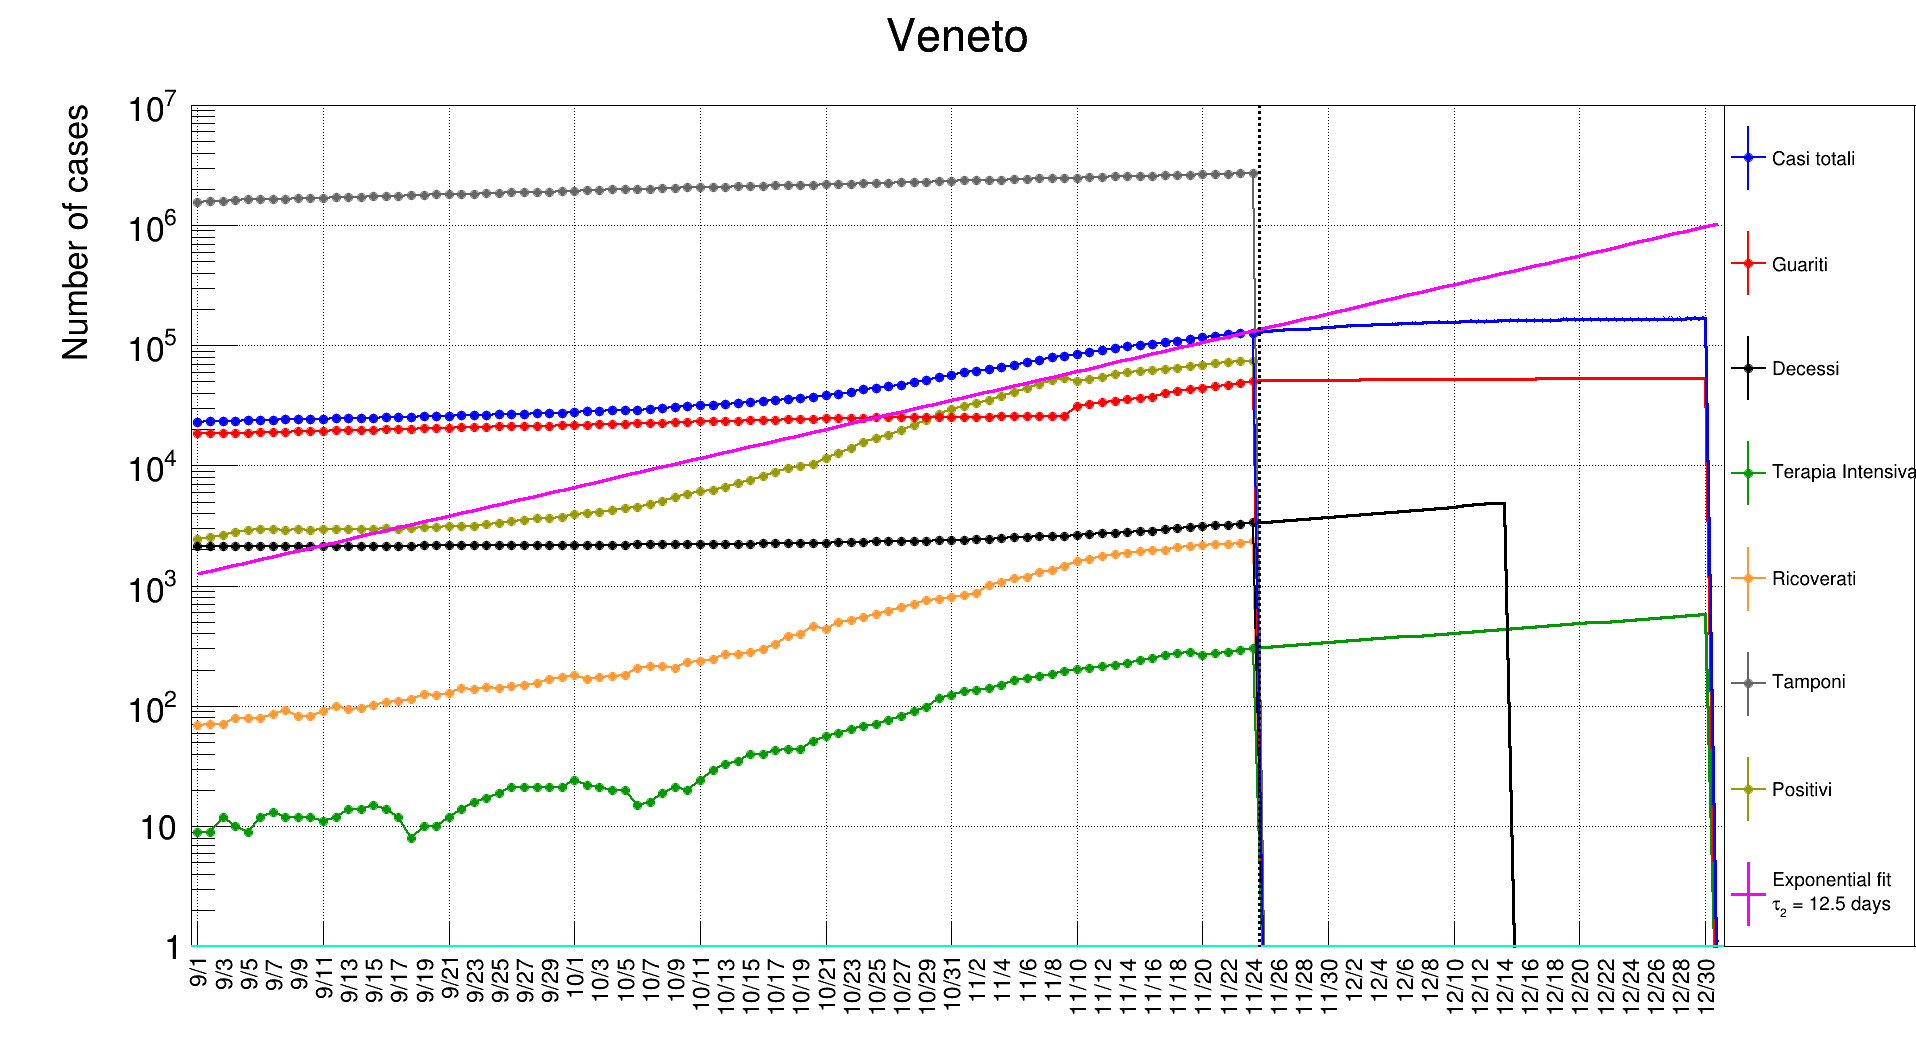 Veneto
Number of cases
10^7
10^6
10^5
10^4
10^3
10^2
10
1
9/1 9/3 9/5 9/7 9/9 9/11 9/13 9/15 9/17 9/19 9/21 9/23 9/25 9/27 9/29 10/1 10/3 10/5 10/7 10/9 10/11 10/13 10/15 10/17 10/19 10/21 10/23 10/25 10/27 10/29 10/31 11/2 11/4 11/6 11/8 11/10 11/12 11/14 11/16 11/18 11/20 11/22 11/24 11/26 11/28 11/30 12/2 12/4 12/6 12/8 12/10 12/12 12/14 12/16 12/18 12/20 12/22 12/24 12/26 12/28 12/30
Casi totali
Guariti
Decessi
Terapia Intensiva
Ricoverati
Tamponi
Positivi
Exponential fit
τ₂ = 12.5 days